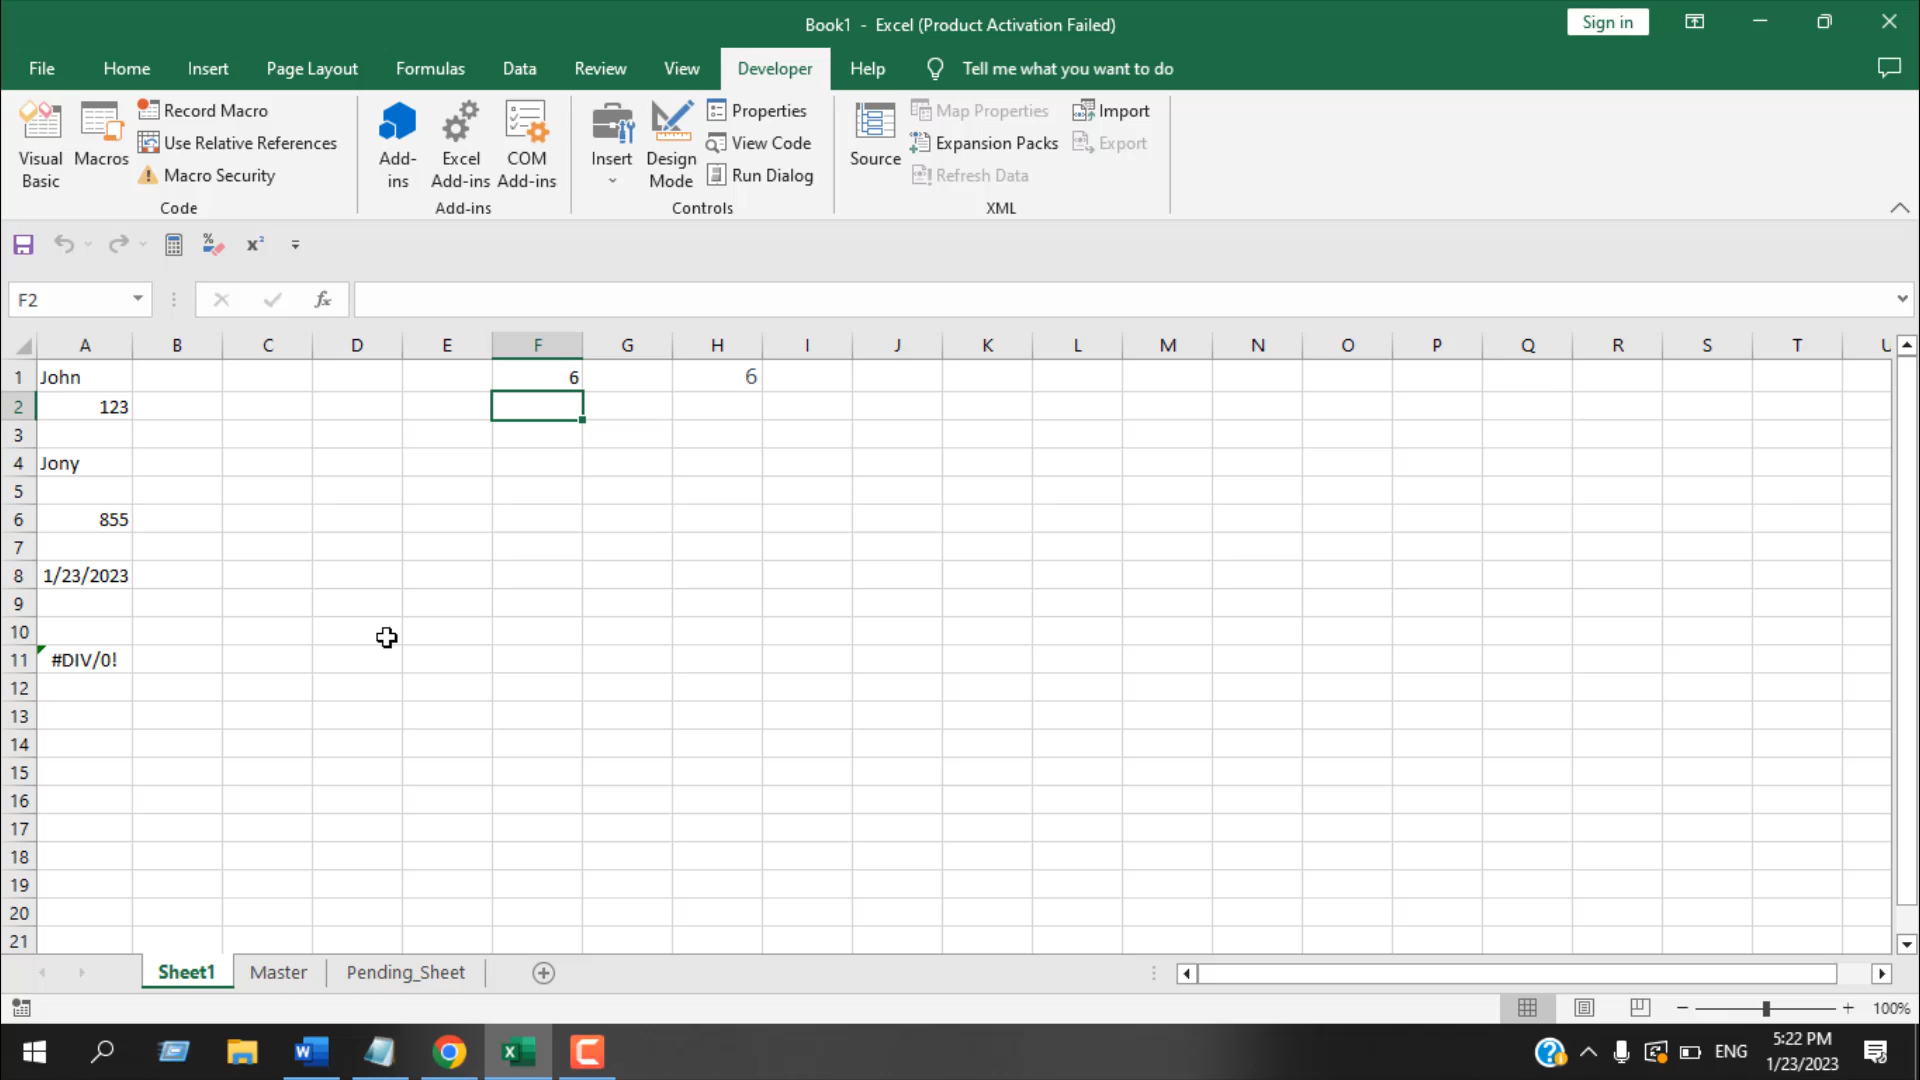 Book1 - Excel (Product Activation Failed)
Sign in
File Home Insert Page Layout Formulas Data Review View Developer Help Tell me what you want to do
Visual Basic
Macros
Record Macro
Use Relative References
Macro Security
Code
Add-ins
Excel Add-ins
COM Add-ins
Add-ins
Insert
Design Mode
Properties
View Code
Run Dialog
Controls
Source
Map Properties
Expansion Packs
Refresh Data
Import
Export
XML
x²
F2
fx
A B C D E F G H I J K L M N O P Q R S T U
1 John 6 6
2 123
3
4 Jony
5
6 855
7
8 1/23/2023
9
10
11 #DIV/0!
12
13
14
15
16
17
18
19
20
21
Sheet1 Master Pending_Sheet
100%
ENG
5:22 PM
1/23/2023